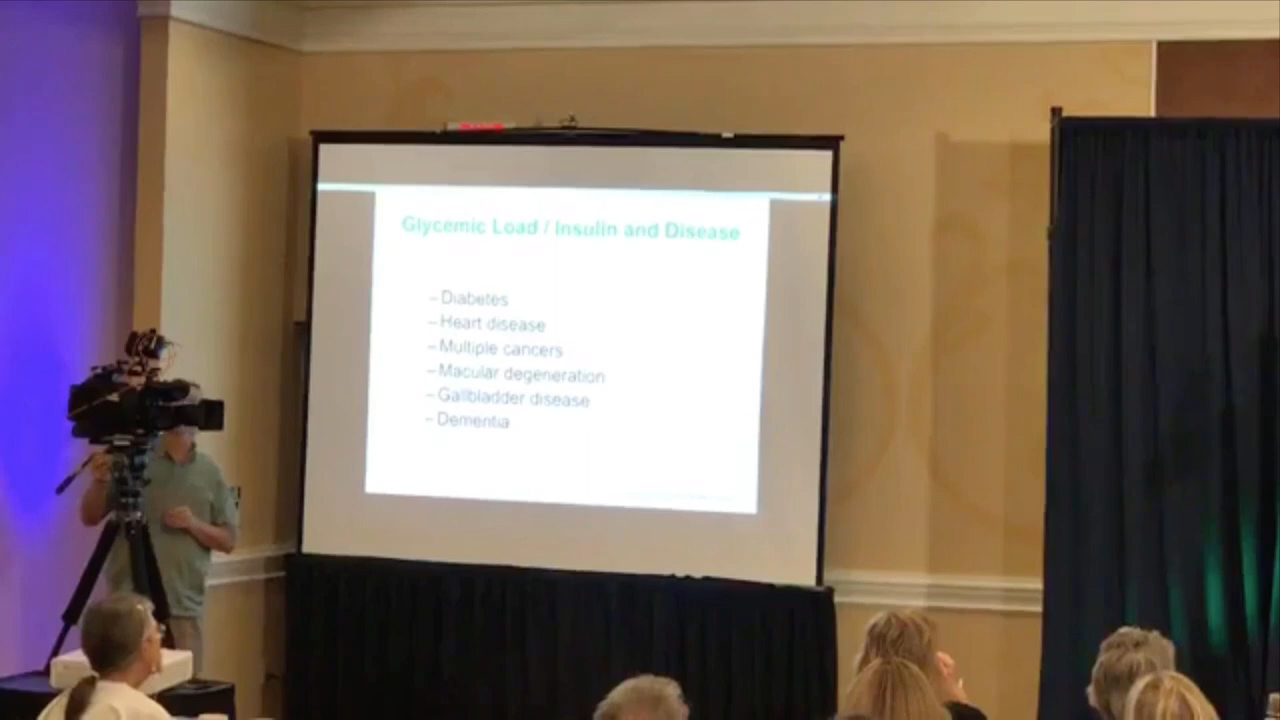 Glycemic Load / Insulin and Disease
– Diabetes
– Heart disease
– Multiple cancers
– Macular degeneration
– Gallbladder disease
– Dementia